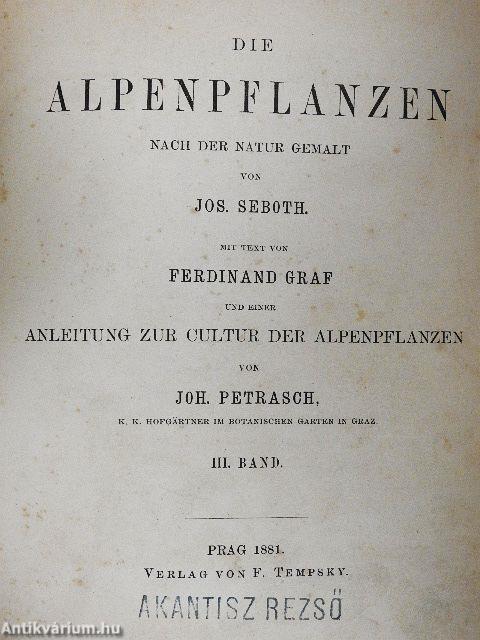 DIE
ALPENPFLANZEN
NACH DER NATUR GEMALT
VON
JOS. SEBOTH.
MIT TEXT VON
FERDINAND GRAF
UND EINER
ANLEITUNG ZUR CULTUR DER ALPENPFLANZEN
VON
JOH. PETRASCH,
K. K. HOFGÄRTNER IM BOTANISCHEN GARTEN IN GRAZ.
III. BAND.
PRAG 1881.
VERLAG VON F. TEMPSKY.
AKANTISZ REZSŐ
Antikvárium.hu